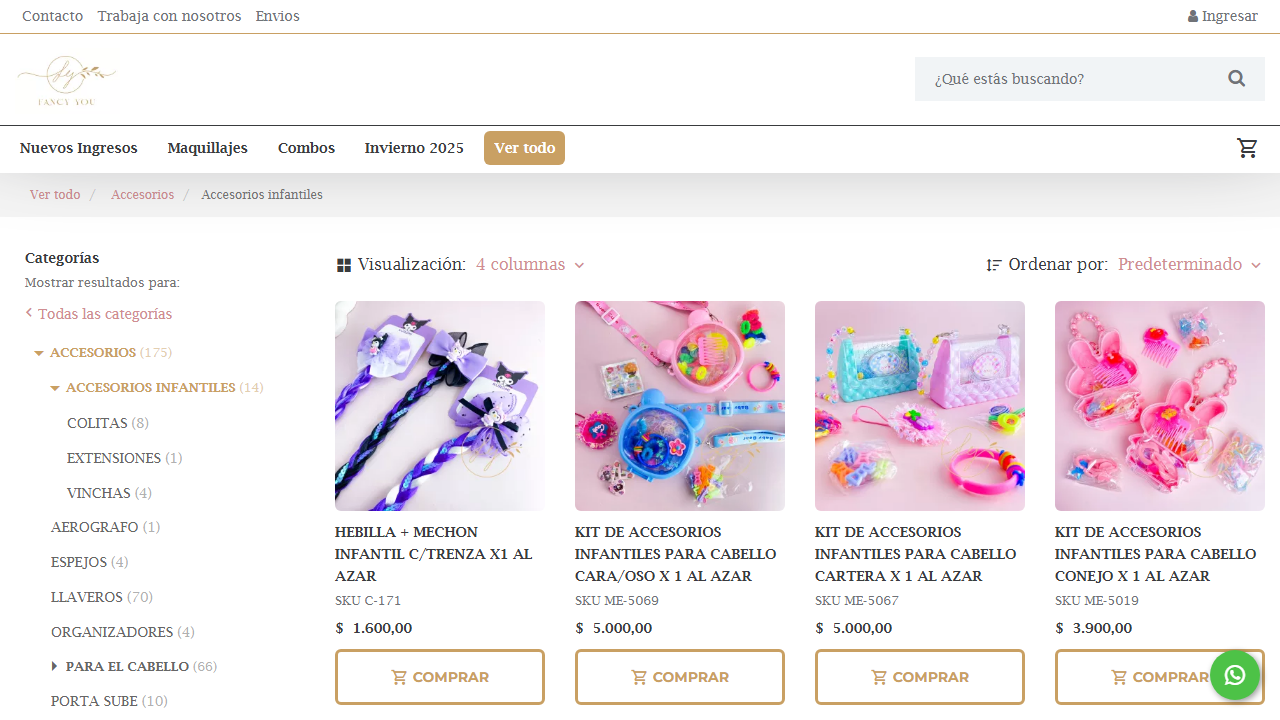 Contacto Trabaja con nosotros Envios Ingresar
FANCY YOU
¿Qué estás buscando?
Nuevos Ingresos Maquillajes Combos Invierno 2025 Ver todo
Ver todo / Accesorios / Accesorios infantiles
Categorías
Mostrar resultados para:
Todas las categorías
ACCESORIOS (175)
ACCESORIOS INFANTILES (14)
COLITAS (8)
EXTENSIONES (1)
VINCHAS (4)
AEROGRAFO (1)
ESPEJOS (4)
LLAVEROS (70)
ORGANIZADORES (4)
PARA EL CABELLO (66)
PORTA SUBE (10)
Visualización: 4 columnas
Ordenar por: Predeterminado
HEBILLA + MECHON
INFANTIL C/TRENZA X1 AL
AZAR
SKU C-171
$ 1.600,00
COMPRAR
KIT DE ACCESORIOS
INFANTILES PARA CABELLO
CARA/OSO X 1 AL AZAR
SKU ME-5069
$ 5.000,00
COMPRAR
KIT DE ACCESORIOS
INFANTILES PARA CABELLO
CARTERA X 1 AL AZAR
SKU ME-5067
$ 5.000,00
COMPRAR
KIT DE ACCESORIOS
INFANTILES PARA CABELLO
CONEJO X 1 AL AZAR
SKU ME-5019
$ 3.900,00
COMPRAR